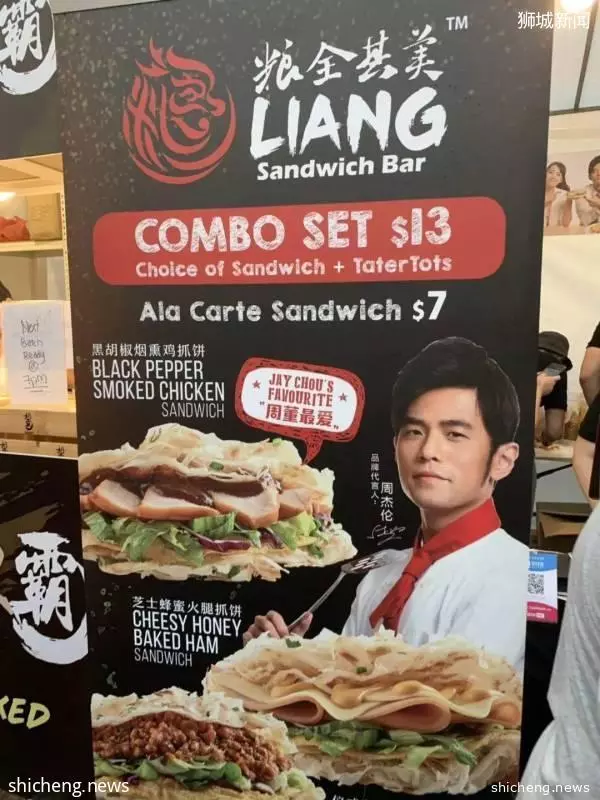 狮城新闻
霸
粮全其美
TM
LIANG
Sandwich Bar
COMBO SET $13
Choice of Sandwich + TaterTots
Ala Carte Sandwich $7
Next
Batch
Ready
@
7pm
黑胡椒烟熏鸡抓饼
BLACK PEPPER
SMOKED CHICKEN
SANDWICH
JAY CHOU'S
FAVOURITE
"周董最爱"
品牌代言人：
周杰伦
霸
芝士蜂蜜火腿抓饼
CHEESY HONEY
BAKED HAM
SANDWICH
KED
shicheng.news
shicheng.news